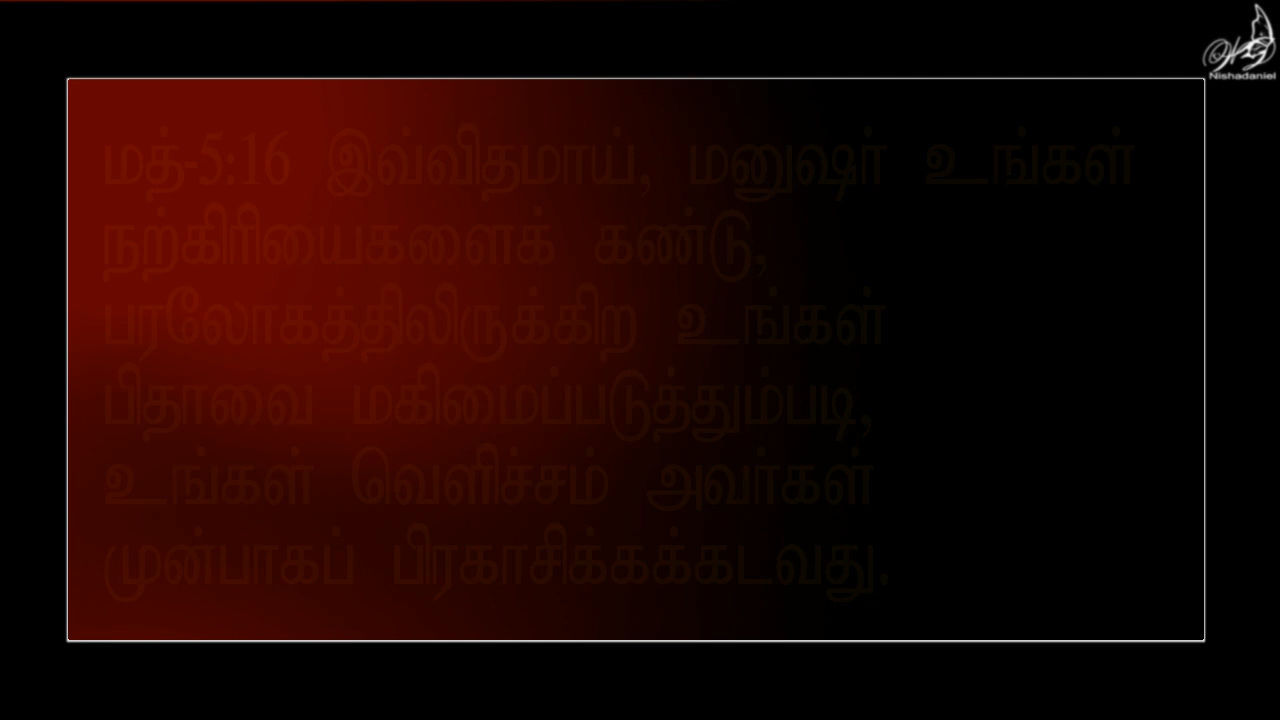 Nishadaniel
மத்-5:16 இவ்விதமாய், மனுஷர் உங்கள்
நற்கிரியைகளைக் கண்டு,
பரலோகத்திலிருக்கிற உங்கள்
பிதாவை மகிமைப்படுத்தும்படி,
உங்கள் வெளிச்சம் அவர்கள்
முன்பாகப் பிரகாசிக்கக்கடவது.